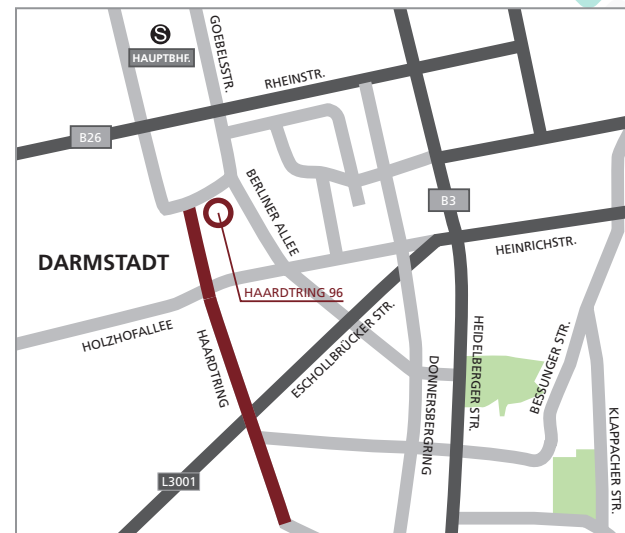 S
HAUPTBHF.
GOEBELSSTR.
RHEINSTR.
B26
BERLINER ALLEE
B3
HEINRICHSTR.
DARMSTADT
HAARDTRING 96
HOLZHOFALLEE
HAARDTRING
ESCHOLLBRÜCKER STR.
HEIDELBERGER STR.
DONNERSBERGRING
BESSUNGER STR.
KLAPPACHER STR.
L3001